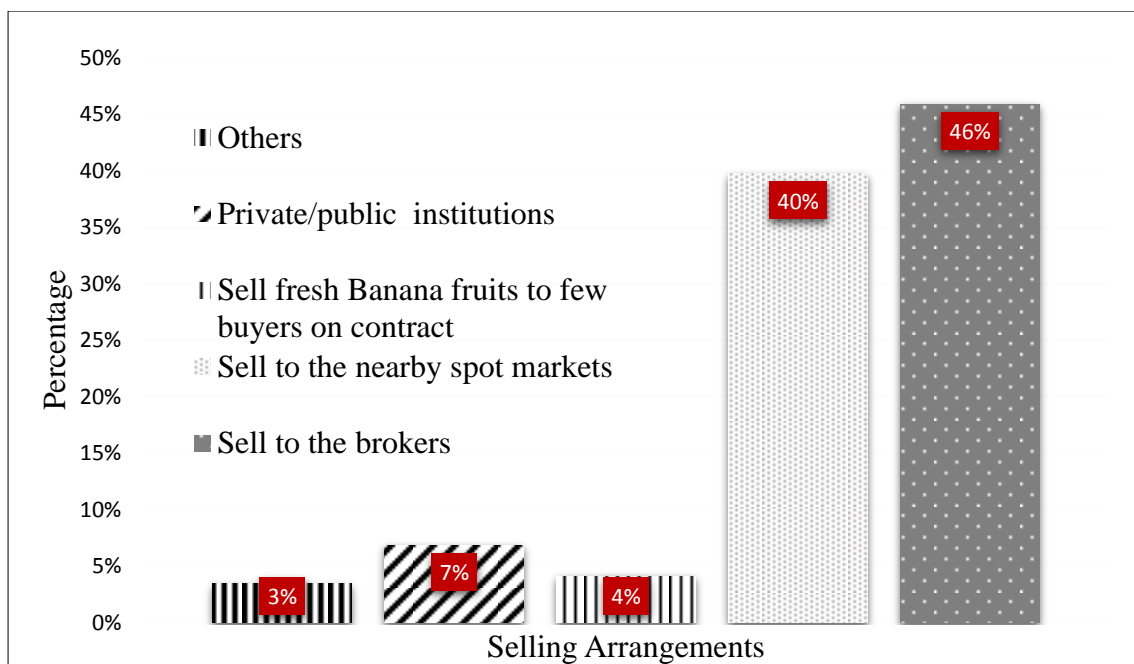 50%
45%
40%
35%
30%
25%
20%
15%
10%
5%
0%
Percentage
Others
Private/public institutions
Sell fresh Banana fruits to few
buyers on contract
Sell to the nearby spot markets
Sell to the brokers
3%
7%
4%
40%
46%
Selling Arrangements